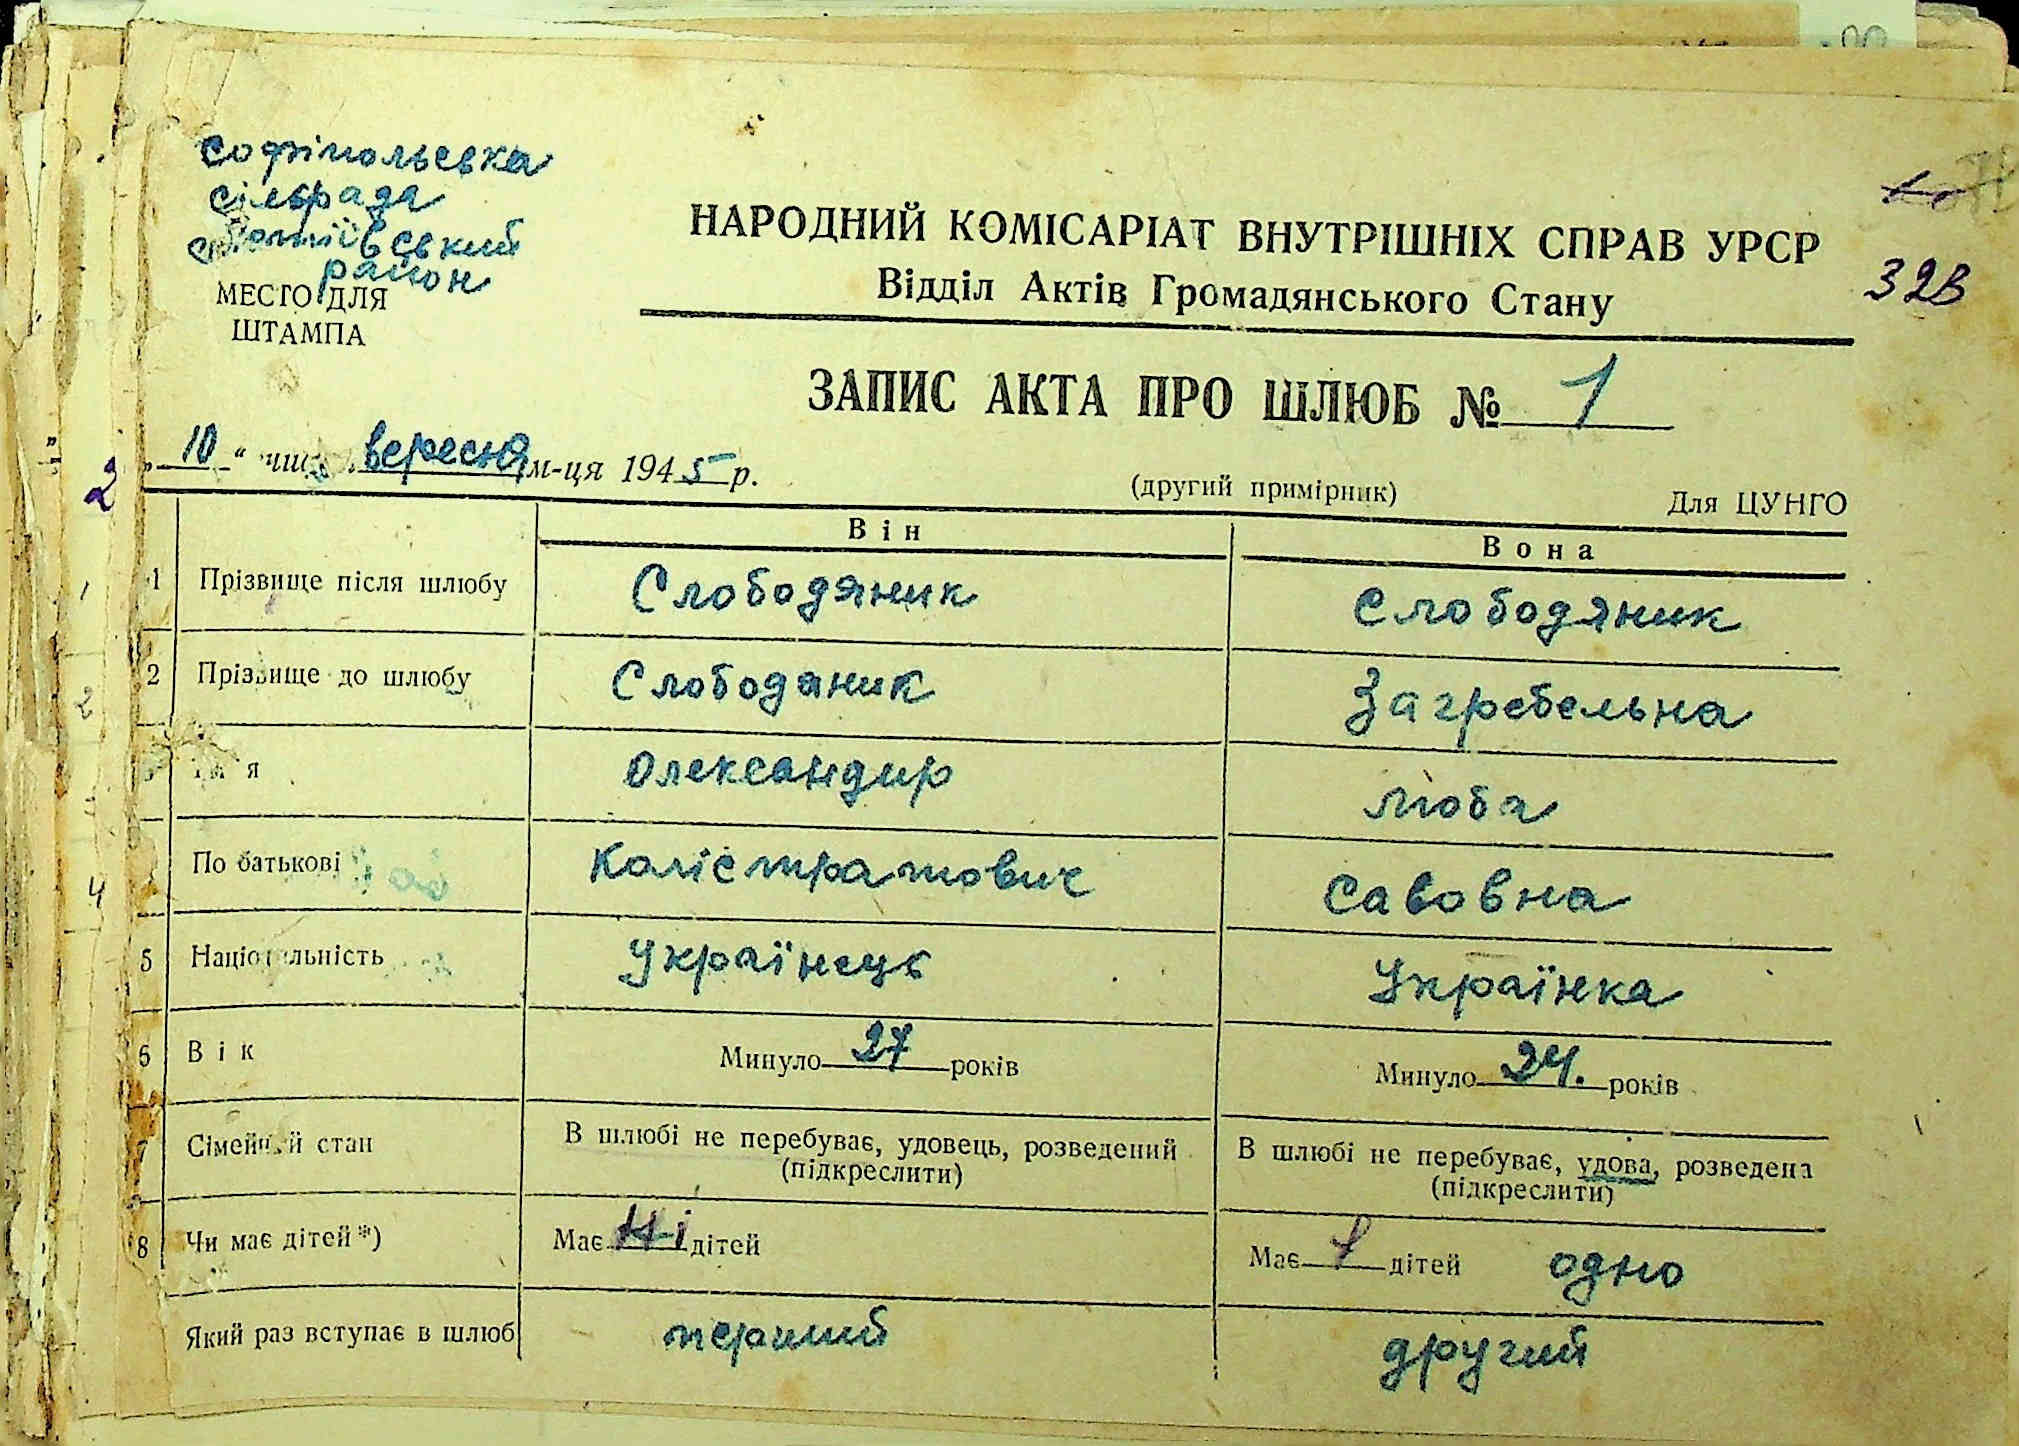 Софіпольська
сільрада
район
МЕСТО ДЛЯ
ШТАМПА
НАРОДНИЙ КОМІСАРІАТ ВНУТРІШНІХ СПРАВ УРСР
Відділ Актів Громадянського Стану
32в
ЗАПИС АКТА ПРО ШЛЮБ № 1
„ 10 “ вересня м-ця 1945 р.
(другий примірник) Для ЦУНГО
2
Він Вона
1 Прізвище після шлюбу Слободяник Слободяник
2 Прізвище до шлюбу Слободяник Загребельна
Ім'я Олександир Люба
По батькові Калістратович Савовна
5 Національність Українець Українка
6 Вік Минуло 27 років Минуло 24. років
7 Сімейний стан В шлюбі не перебуває, удовець, розведений (підкреслити) В шлюбі не перебуває, удова, розведена (підкреслити)
8 Чи має дітей *) Має Ні дітей Має 1 дітей одно
Який раз вступає в шлюб перший другий